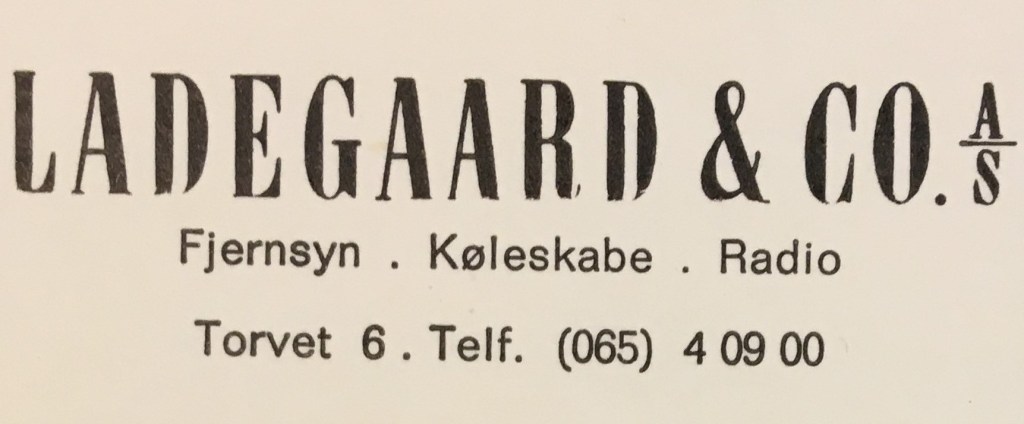 LADEGAARD & CO. A/S
Fjernsyn . Køleskabe . Radio
Torvet 6 . Telf. (065) 4 09 00